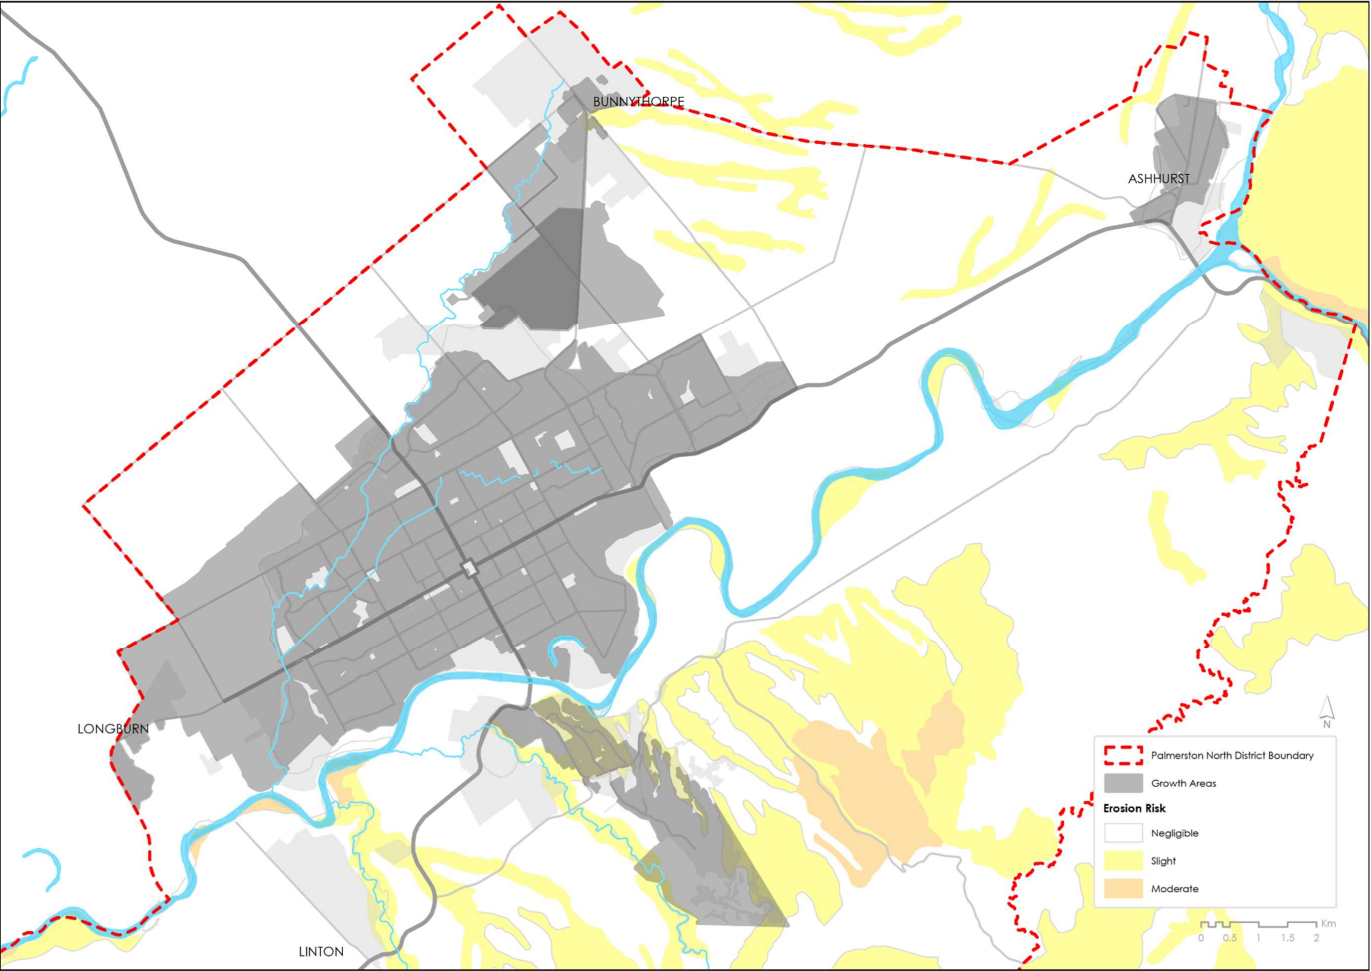 BUNNYTHORPE
ASHHURST
LONGBURN
LINTON
N
Palmerston North District Boundary
Growth Areas
Erosion Risk
Negligible
Slight
Moderate
Km
0 0.5 1 1.5 2